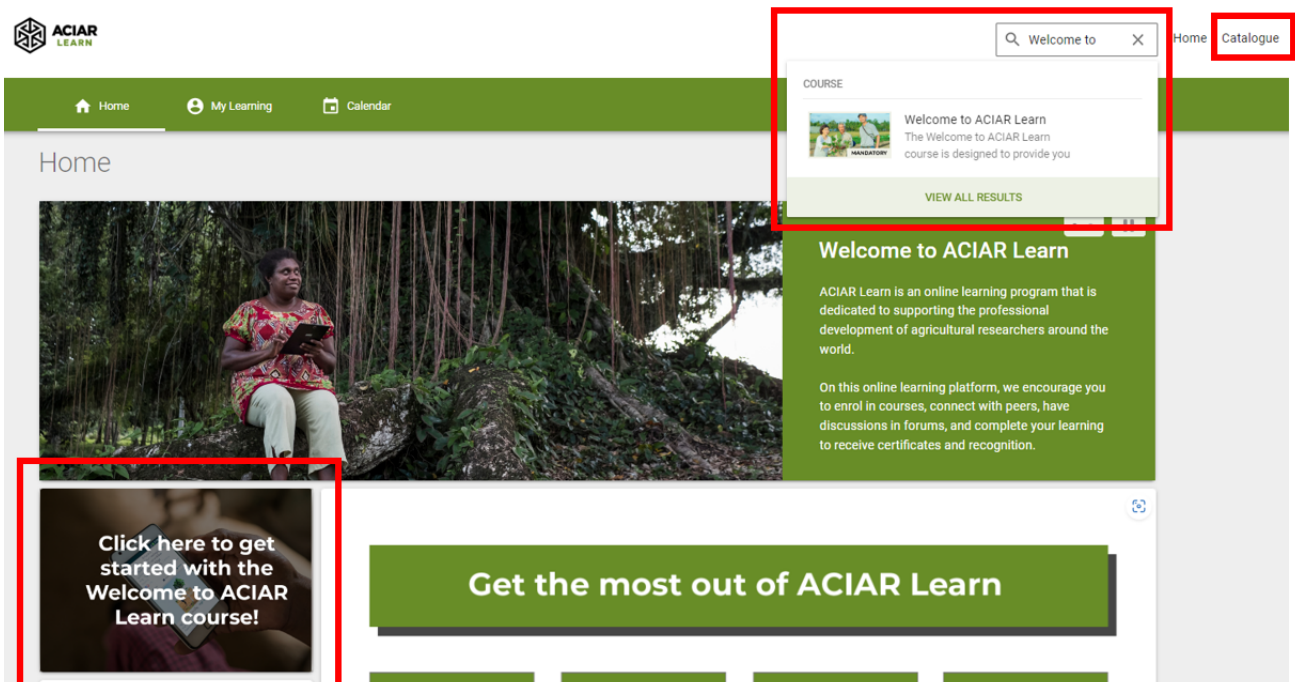 ACIAR
LEARN
Welcome to
Home
Catalogue
Home
My Learning
Calendar
COURSE
Welcome to ACIAR Learn
The Welcome to ACIAR Learn
course is designed to provide you
MANDATORY
VIEW ALL RESULTS
Home
Welcome to ACIAR Learn
ACIAR Learn is an online learning program that is
dedicated to supporting the professional
development of agricultural researchers around the
world.
On this online learning platform, we encourage you
to enrol in courses, connect with peers, have
discussions in forums, and complete your learning
to receive certificates and recognition.
Click here to get
started with the
Welcome to ACIAR
Learn course!
Get the most out of ACIAR Learn